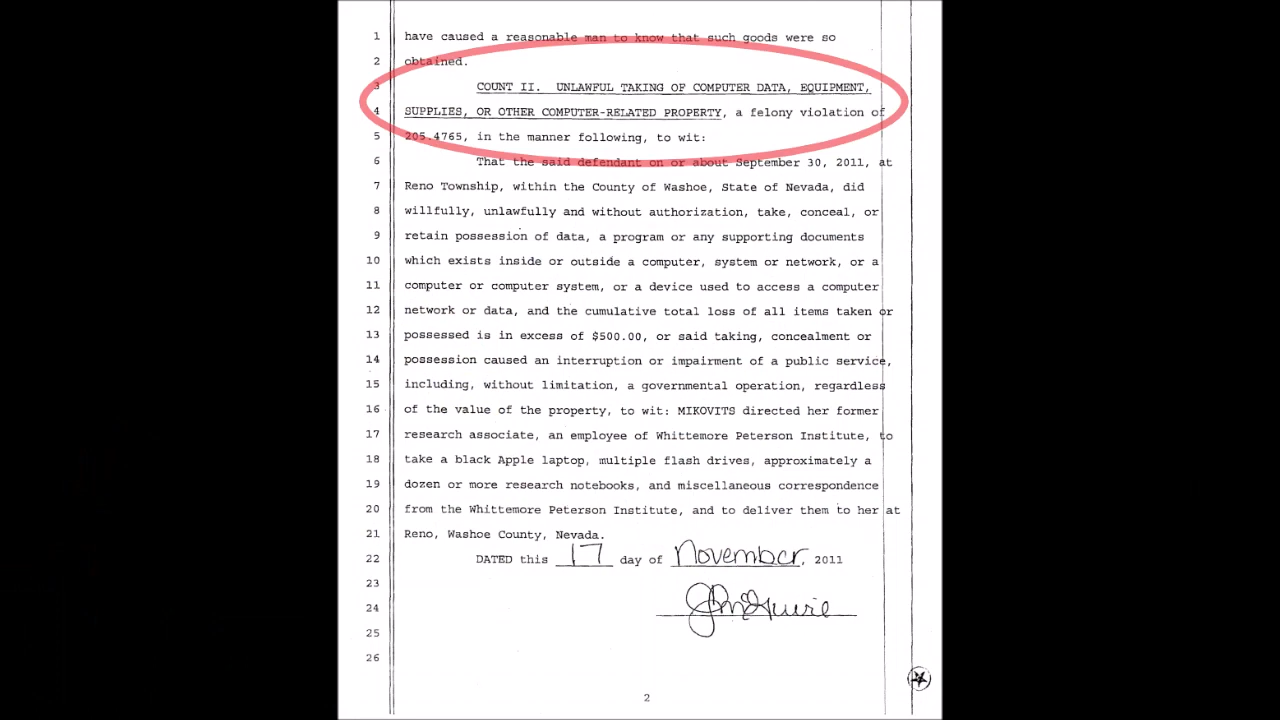 1 have caused a reasonable man to know that such goods were so
2 obtained.
3 COUNT II. UNLAWFUL TAKING OF COMPUTER DATA, EQUIPMENT,
4 SUPPLIES, OR OTHER COMPUTER-RELATED PROPERTY, a felony violation of
5 205.4765, in the manner following, to wit:
6 That the said defendant on or about September 30, 2011, at
7 Reno Township, within the County of Washoe, State of Nevada, did
8 willfully, unlawfully and without authorization, take, conceal, or
9 retain possession of data, a program or any supporting documents
10 which exists inside or outside a computer, system or network, or a
11 computer or computer system, or a device used to access a computer
12 network or data, and the cumulative total loss of all items taken or
13 possessed is in excess of $500.00, or said taking, concealment or
14 possession caused an interruption or impairment of a public service,
15 including, without limitation, a governmental operation, regardless
16 of the value of the property, to wit: MIKOVITS directed her former
17 research associate, an employee of Whittemore Peterson Institute, to
18 take a black Apple laptop, multiple flash drives, approximately a
19 dozen or more research notebooks, and miscellaneous correspondence
20 from the Whittemore Peterson Institute, and to deliver them to her at
21 Reno, Washoe County, Nevada.
22 DATED this 17 day of November, 2011
23
24
25
26
2